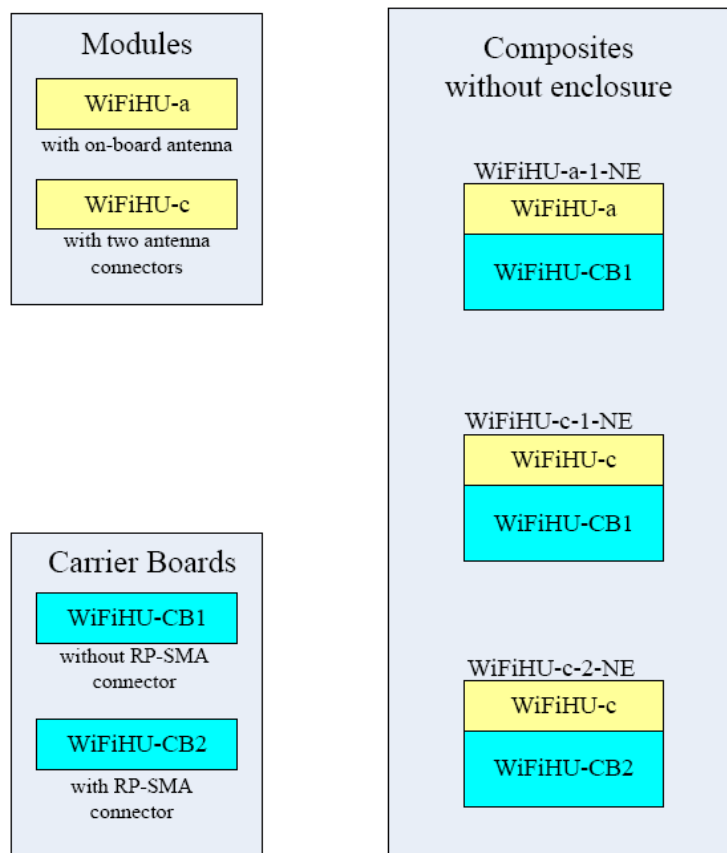 Modules
WiFiHU-a
with on-board antenna
WiFiHU-c
with two antenna
connectors
Carrier Boards
WiFiHU-CB1
without RP-SMA
connector
WiFiHU-CB2
with RP-SMA
connector
Composites
without enclosure
WiFiHU-a-1-NE
WiFiHU-a
WiFiHU-CB1
WiFiHU-c-1-NE
WiFiHU-c
WiFiHU-CB1
WiFiHU-c-2-NE
WiFiHU-c
WiFiHU-CB2